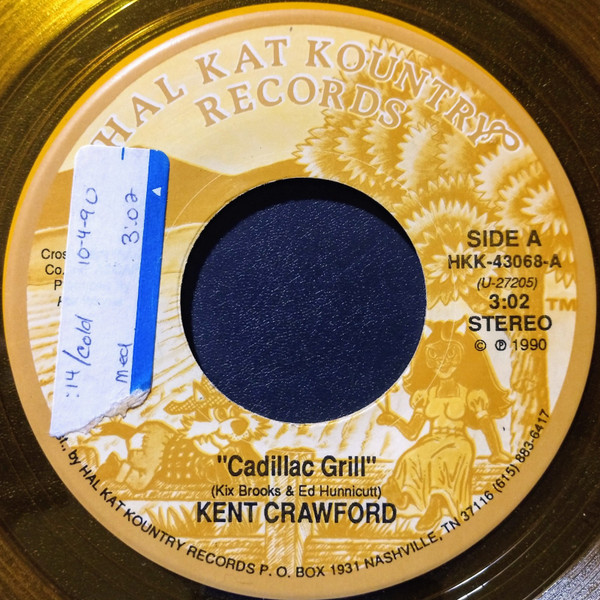 HAL KAT KOUNTRY
RECORDS
:14/cold
10-4-90
Med
3:02
Cros
Co.
P
SIDE A
HKK-43068-A
(U-27205)
3:02
STEREO
TM
© ℗ 1990
"Cadillac Grill"
(Kix Brooks & Ed Hunnicutt)
KENT CRAWFORD
by HAL KAT KOUNTRY RECORDS P. O. BOX 1931 NASHVILLE, TN 37116 (615) 883-6417